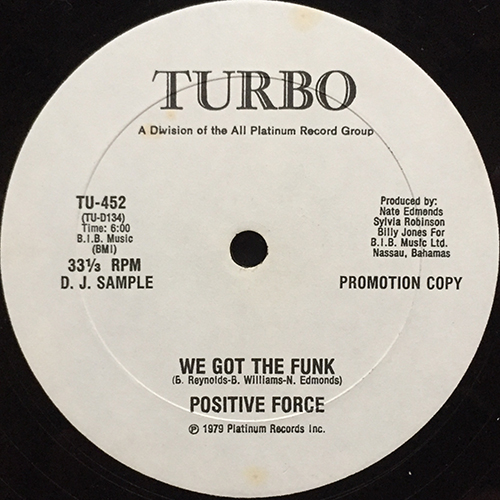 TURBO
A Division of the All Platinum Record Group
TU-452
(TU-D134)
Time: 6:00
B.I.B. Music
(BMI)
33⅓ RPM
D. J. SAMPLE
Produced by:
Nate Edmonds
Sylvia Robinson
Billy Jones For
B.I.B. Music Ltd.
Nassau, Bahamas
PROMOTION COPY
WE GOT THE FUNK
(B. Reynolds-B. Williams-N. Edmonds)
POSITIVE FORCE
℗ 1979 Platinum Records Inc.